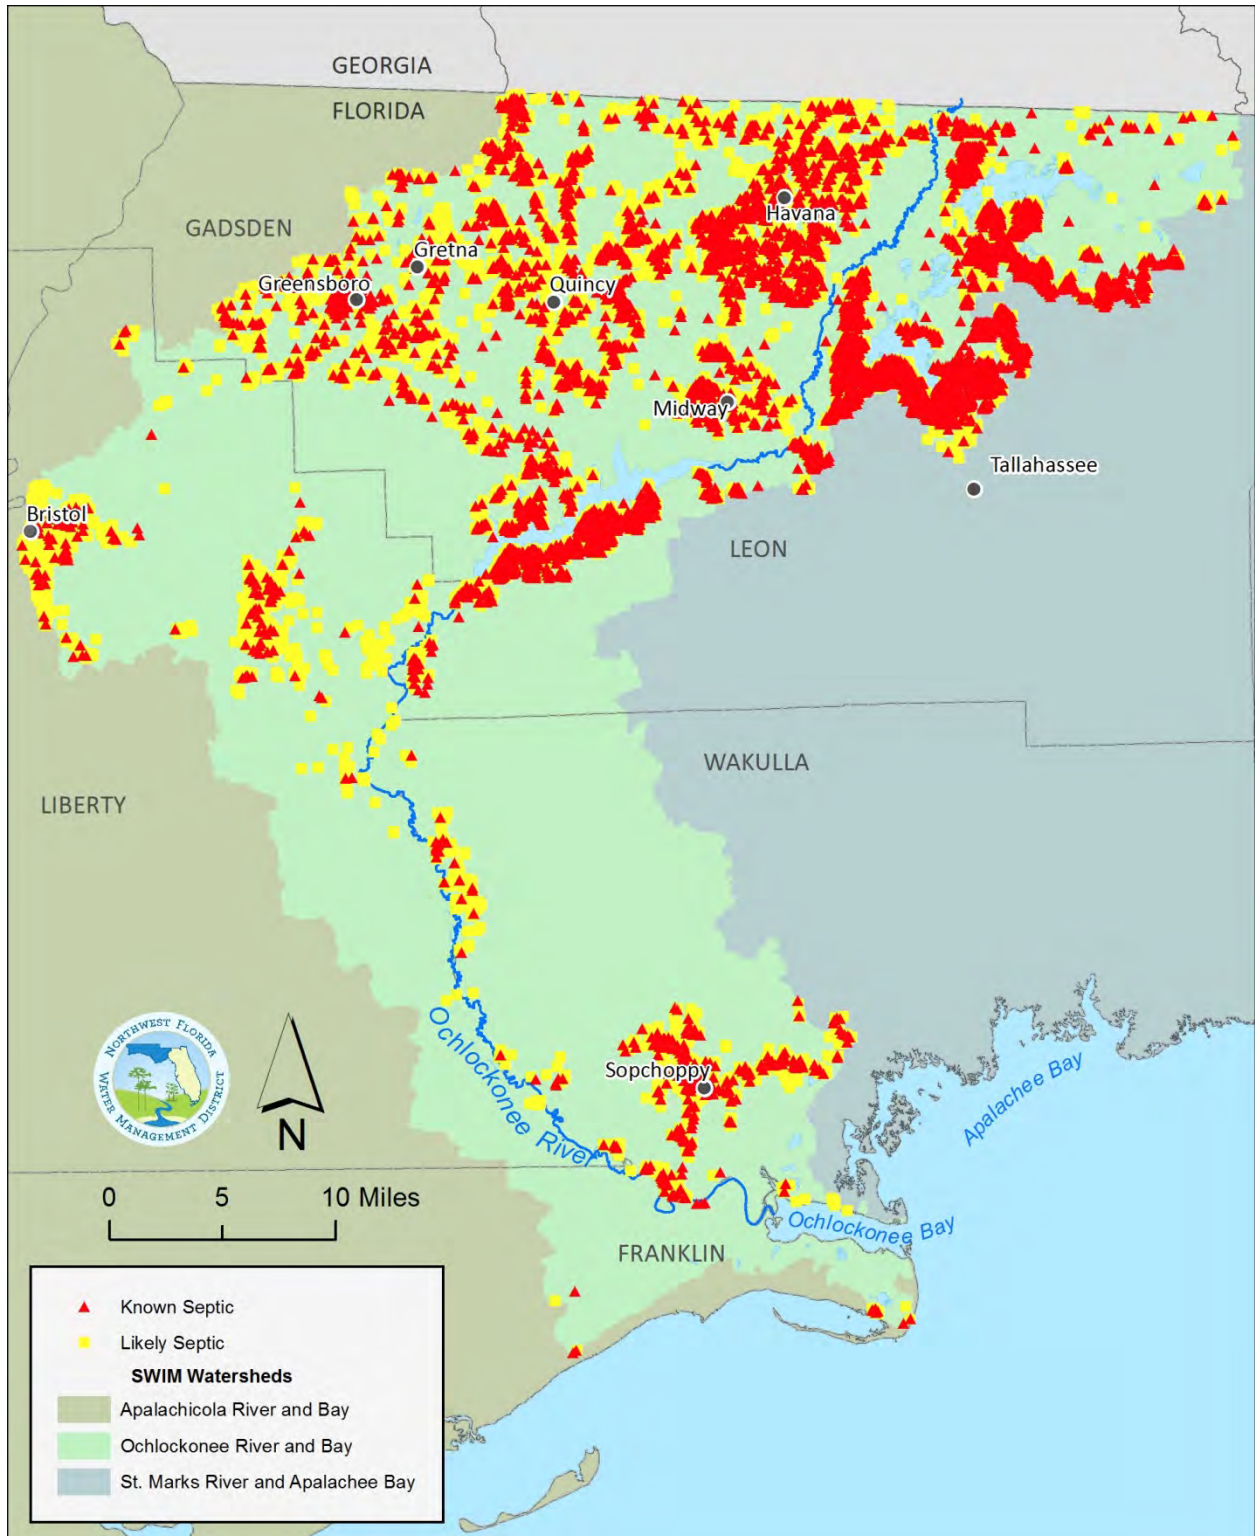 GEORGIA
FLORIDA
GADSDEN
Havana
Gretna
Greensboro
Quincy
Midway
Tallahassee
Bristol
LEON
WAKULLA
LIBERTY
NORTHWEST FLORIDA
WATER MANAGEMENT DISTRICT
N
Ochlockonee River
Sopchoppy
Apalachee Bay
0 5 10 Miles
Ochlockonee Bay
FRANKLIN
Known Septic
Likely Septic
SWIM Watersheds
Apalachicola River and Bay
Ochlockonee River and Bay
St. Marks River and Apalachee Bay